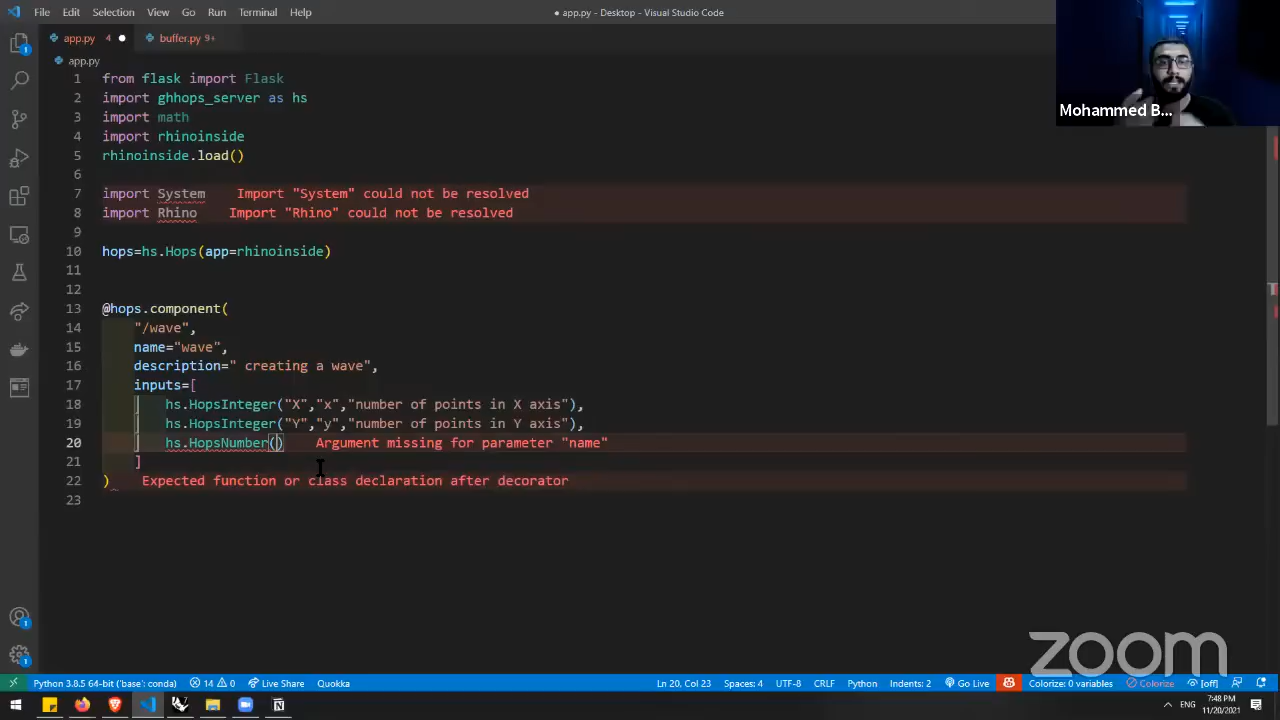 File Edit Selection View Go Run Terminal Help
● app.py - Desktop - Visual Studio Code
app.py 4 ●
buffer.py 9+
app.py
1 from flask import Flask
2 import ghhops_server as hs
3 import math
4 import rhinoinside
5 rhinoinside.load()
6
7 import System Import "System" could not be resolved
8 import Rhino Import "Rhino" could not be resolved
9
10 hops=hs.Hops(app=rhinoinside)
11
12
13 @hops.component(
14 "/wave",
15 name="wave",
16 description=" creating a wave",
17 inputs=[
18 hs.HopsInteger("X","x","number of points in X axis"),
19 hs.HopsInteger("Y","y","number of points in Y axis"),
20 hs.HopsNumber() Argument missing for parameter "name"
21 ]
22 ) Expected function or class declaration after decorator
23
Mohammed B...
1
1
1
zoom
Python 3.8.5 64-bit ('base': conda) 14 0 Live Share Quokka Ln 20, Col 23 Spaces: 4 UTF-8 CRLF Python Indents: 2 Go Live Colorize: 0 variables Colorize [off]
ENG
7:48 PM
11/20/2021